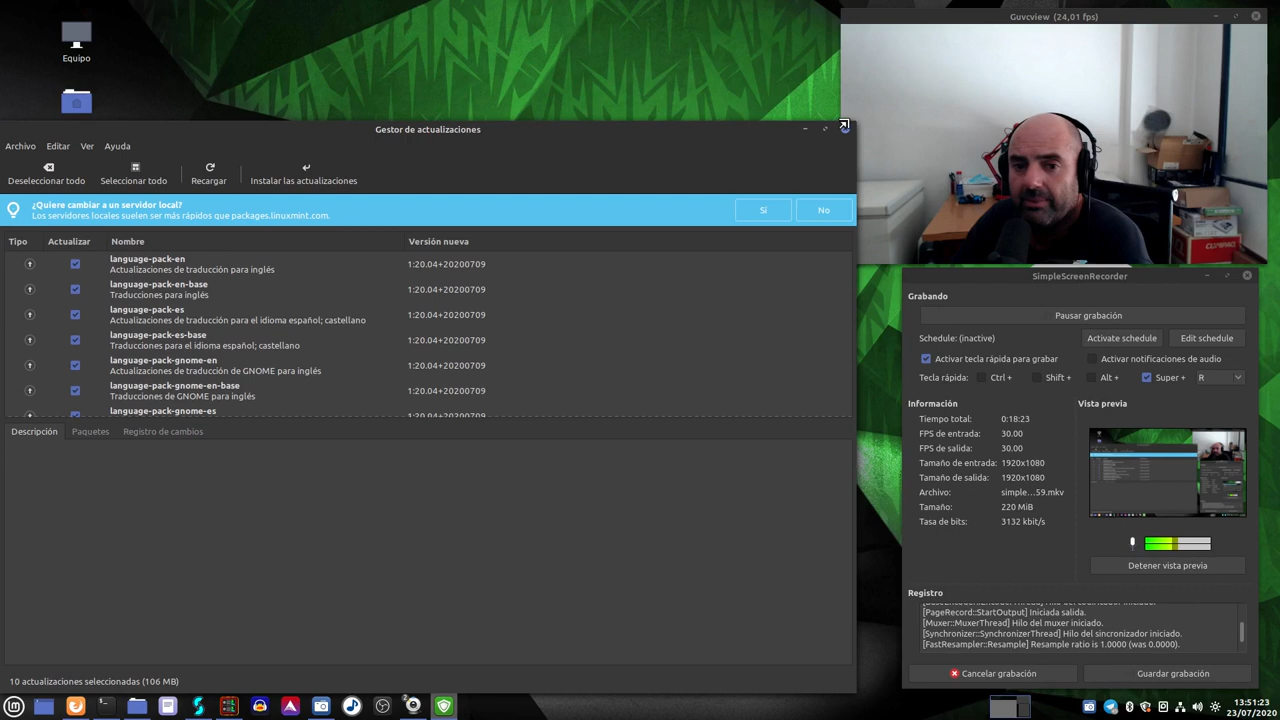 Equipo
Guvcview (24,01 fps)
Gestor de actualizaciones
Archivo Editar Ver Ayuda
Deseleccionar todo Seleccionar todo Recargar Instalar las actualizaciones
¿Quiere cambiar a un servidor local?
Los servidores locales suelen ser más rápidos que packages.linuxmint.com.
Sí No
Tipo Actualizar Nombre Versión nueva
language-pack-en
Actualizaciones de traducción para inglés
1:20.04+20200709
language-pack-en-base
Traducciones para inglés
1:20.04+20200709
language-pack-es
Actualizaciones de traducción para el idioma español; castellano
1:20.04+20200709
language-pack-es-base
Traducciones para el idioma español; castellano
1:20.04+20200709
language-pack-gnome-en
Actualizaciones de traducción de GNOME para inglés
1:20.04+20200709
language-pack-gnome-en-base
Traducciones de GNOME para inglés
1:20.04+20200709
language-pack-gnome-es
1:20.04+20200709
Descripción Paquetes Registro de cambios
10 actualizaciones seleccionadas (106 MB)
COMPAQ
SimpleScreenRecorder
Grabando
Pausar grabación
Schedule: (inactive) Activate schedule Edit schedule
Activar tecla rápida para grabar Activar notificaciones de audio
Tecla rápida: Ctrl + Shift + Alt + Super + R
Información Vista previa
Tiempo total: 0:18:23
FPS de entrada: 30.00
FPS de salida: 30.00
Tamaño de entrada: 1920x1080
Tamaño de salida: 1920x1080
Archivo: simple...59.mkv
Tamaño: 220 MiB
Tasa de bits: 3132 kbit/s
Detener vista previa
Registro
[PageRecord::StartOutput] Iniciada salida.
[Muxer::MuxerThread] Hilo del muxer iniciado.
[Synchronizer::SynchronizerThread] Hilo del sincronizador iniciado.
[FastResampler::Resample] Resample ratio is 1.0000 (was 0.0000).
Cancelar grabación Guardar grabación
13:51:23
23/07/2020